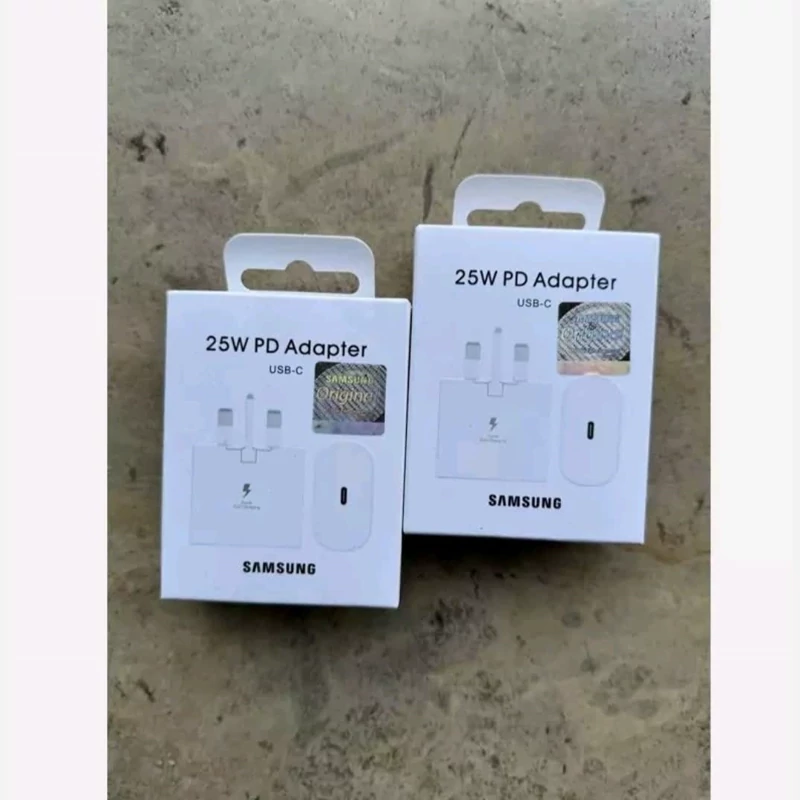 25W PD Adapter
USB-C
SAMSUNG
Original
SAMSUNG
25W PD Adapter
USB-C
SAMSUNG